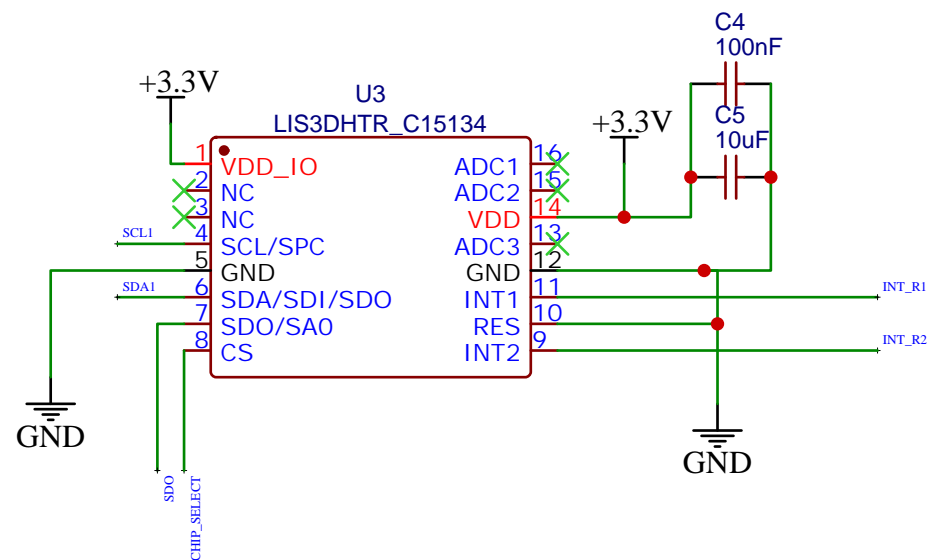 C4
100nF
C5
10uF
+3.3V
U3
LIS3DHTR_C15134
+3.3V
1 VDD_IO
2 NC
3 NC
4 SCL/SPC
5 GND
6 SDA/SDI/SDO
7 SDO/SA0
8 CS
ADC1 16
ADC2 15
VDD 14
ADC3 13
GND 12
INT1 11
RES 10
INT2 9
SCL1
SDA1
INT_R1
INT_R2
GND
GND
SDO
CHIP_SELECT